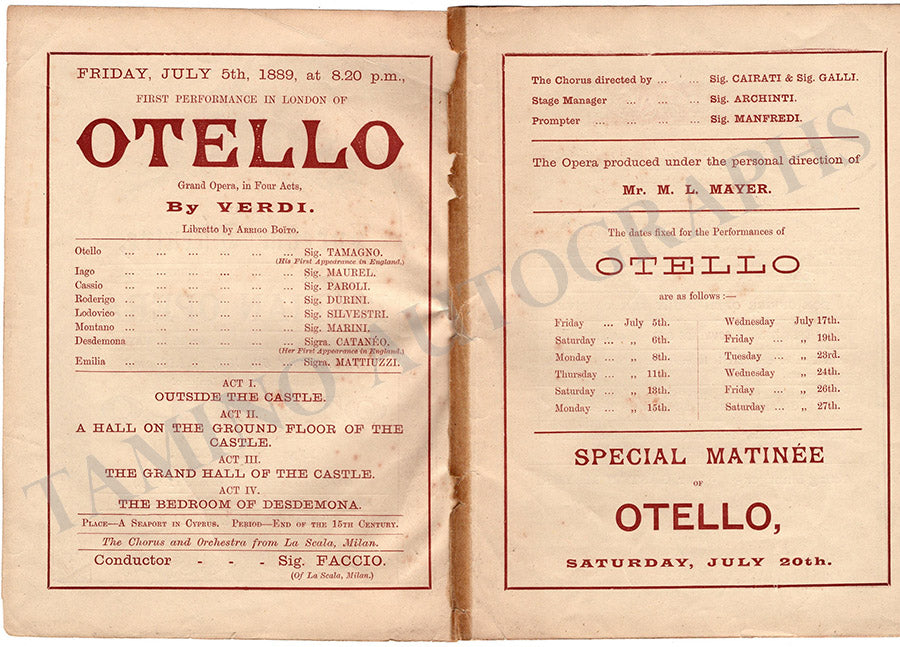 FRIDAY, JULY 5th, 1889, at 8.20 p.m.,
FIRST PERFORMANCE IN LONDON OF
OTELLO
Grand Opera, in Four Acts,
By VERDI.
Libretto by ARRIGO BOÏTO.
Otello ... ... ... ... ... ... Sig. TAMAGNO.
(His First Appearance in England.)
Iago ... ... ... ... ... ... Sig. MAUREL.
Cassio ... ... ... ... ... ... Sig. PAROLI.
Roderigo ... ... ... ... ... ... Sig. DURINI.
Lodovico ... ... ... ... ... ... Sig. SILVESTRI.
Montano ... ... ... ... ... ... Sig. MARINI.
Desdemona ... ... ... ... ... Sigra. CATANÉO.
(Her First Appearance in England.)
Emilia ... ... ... ... ... ... Sigra. MATTIUZZI.
ACT I.
OUTSIDE THE CASTLE.
ACT II.
A HALL ON THE GROUND FLOOR OF THE
CASTLE.
ACT III.
THE GRAND HALL OF THE CASTLE.
ACT IV.
THE BEDROOM OF DESDEMONA.
PLACE—A SEAPORT IN CYPRUS. PERIOD—END OF THE 15TH CENTURY.
The Chorus and Orchestra from La Scala, Milan.
Conductor - - - Sig. FACCIO.
(Of La Scala, Milan.)
The Chorus directed by ... ... Sig. CAIRATI & Sig. GALLI.
Stage Manager ... ... ... Sig. ARCHINTI.
Prompter ... ... ... ... Sig. MANFREDI.
The Opera produced under the personal direction of
Mr. M. L. MAYER.
The dates fixed for the Performances of
OTELLO
are as follows :—
Friday ... July 5th.
Saturday ... „ 6th.
Monday ... „ 8th.
Thursday ... „ 11th.
Saturday ... „ 13th.
Monday ... „ 15th.
Wednesday July 17th.
Friday ... „ 19th.
Tuesday ... „ 23rd.
Wednesday „ 24th.
Friday ... „ 26th.
Saturday ... „ 27th.
SPECIAL MATINÉE
OF
OTELLO,
SATURDAY, JULY 20th.
TAMINO AUTOGRAPHS